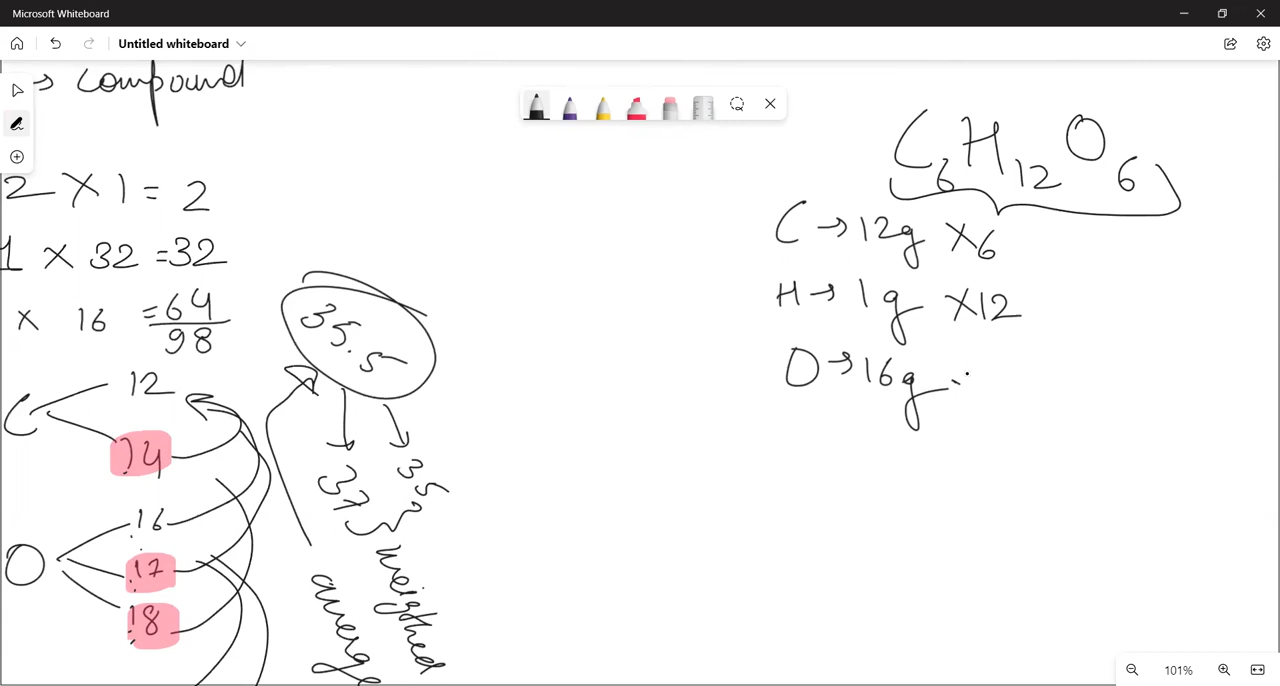 Microsoft Whiteboard
Untitled whiteboard
→ compound
2 X 1 = 2
1 X 32 = 32
X 16 = 64
98
C 12
14
O 16
17
18
35.5
37 35
weigthed
average
C6H12O6
C → 12g X6
H → 1g X12
O → 16g
101%